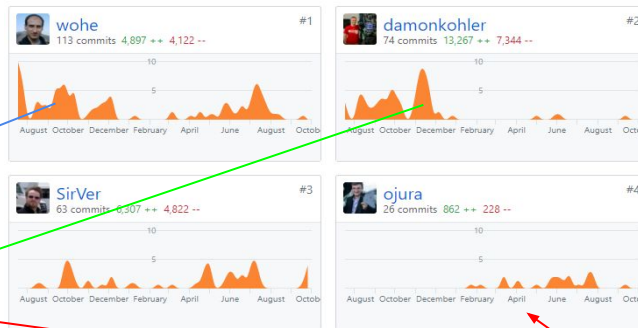 wohe #1
113 commits 4,897 ++ 4,122 --
10
5
August October December February April June August Octob
damonkohler #2
74 commits 13,267 ++ 7,344 --
10
5
August October December February April June August Octo
SirVer #3
63 commits 6,307 ++ 4,822 --
10
5
August October December February April June August Octob
ojura #4
26 commits 862 ++ 228 --
10
5
August October December February April June August Octo